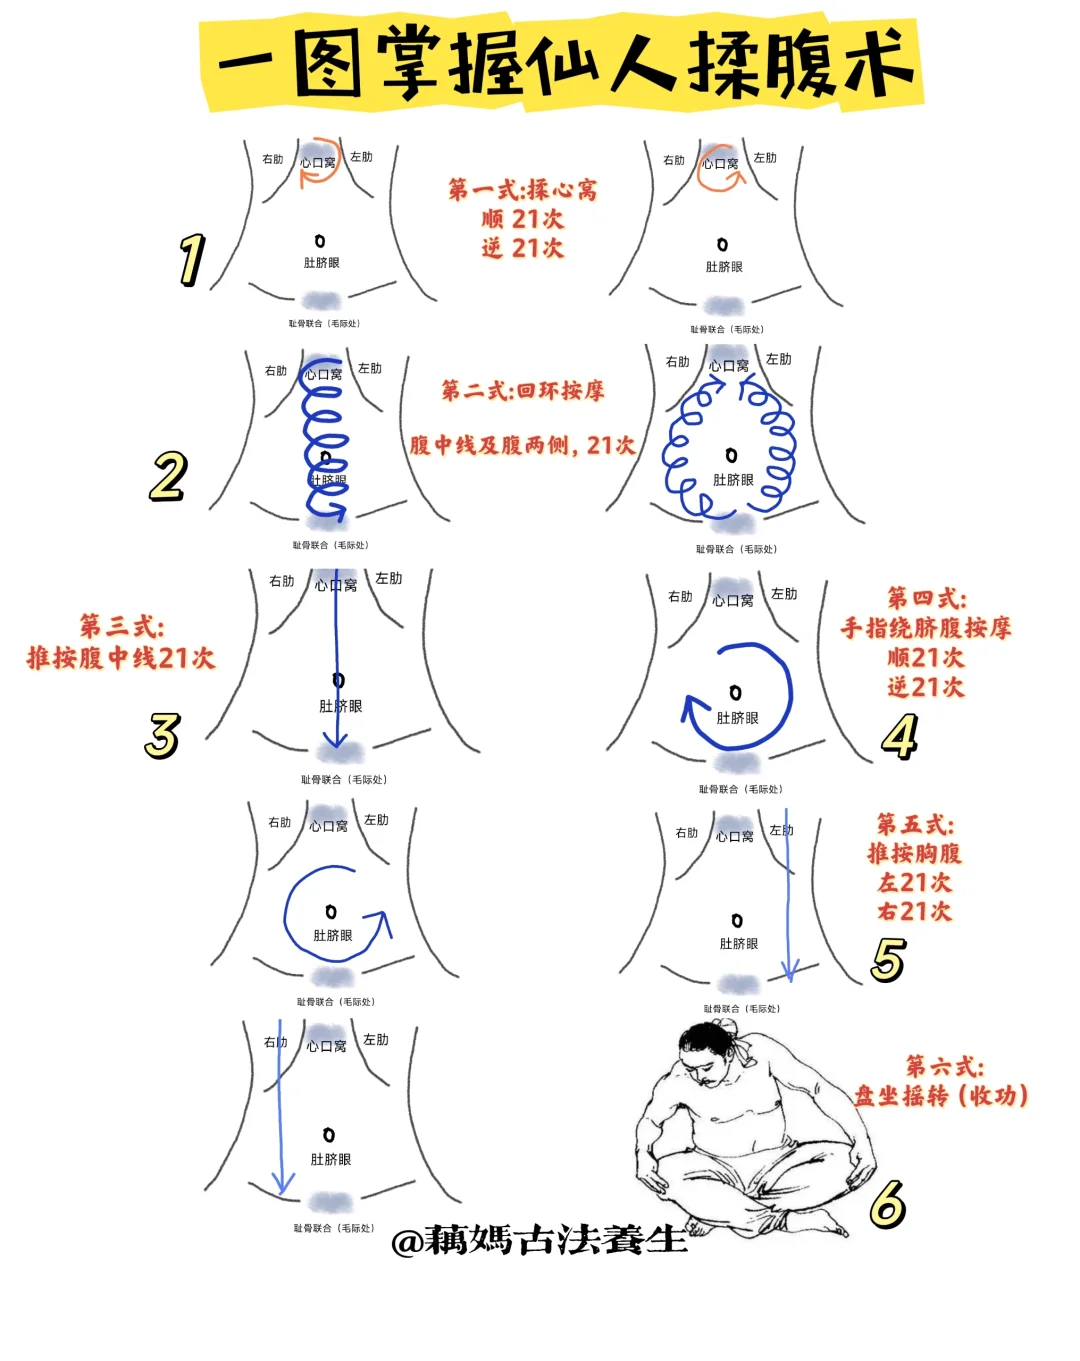 一图掌握仙人揉腹术
1
右肋
心口窝
左肋
肚脐眼
耻骨联合（毛际处）
第一式:揉心窝
顺 21次
逆 21次
右肋
心口窝
左肋
肚脐眼
耻骨联合（毛际处）
2
右肋
心口窝
左肋
肚脐眼
耻骨联合（毛际处）
第二式:回环按摩
腹中线及腹两侧，21次
右肋
心口窝
左肋
肚脐眼
耻骨联合（毛际处）
第三式:
推按腹中线21次
3
右肋
心口窝
左肋
肚脐眼
耻骨联合（毛际处）
右肋
心口窝
左肋
肚脐眼
耻骨联合（毛际处）
第四式:
手指绕脐腹按摩
顺21次
逆21次
4
右肋
心口窝
左肋
肚脐眼
耻骨联合（毛际处）
右肋
心口窝
左肋
肚脐眼
耻骨联合（毛际处）
第五式:
推按胸腹
左21次
右21次
5
右肋
心口窝
左肋
肚脐眼
耻骨联合（毛际处）
第六式:
盘坐摇转（收功）
6
@藕媽古法養生